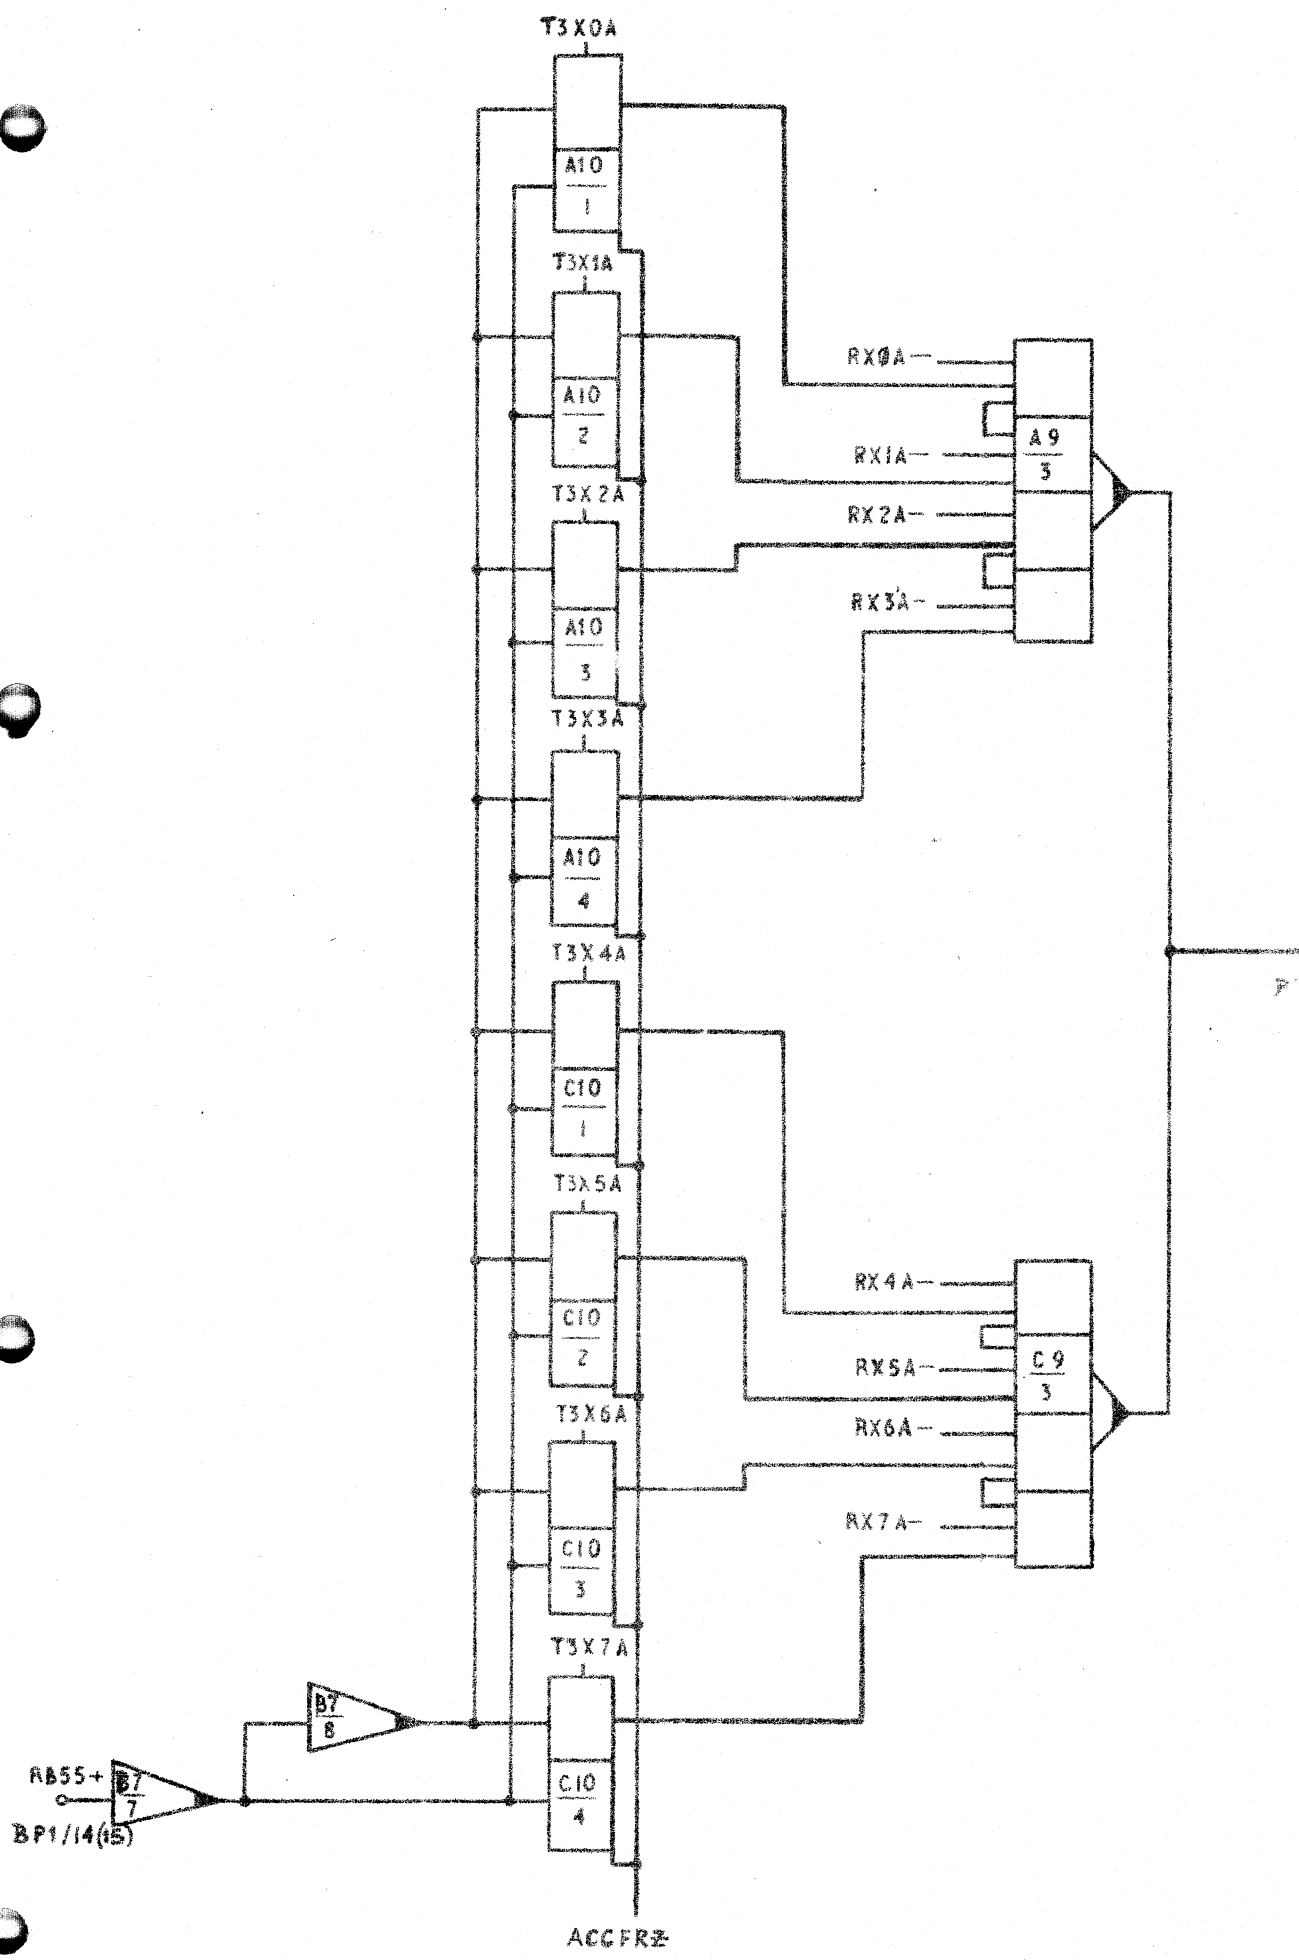 T3X0A
A10
1
T3X1A
A10
2
T3X2A
A10
3
T3X3A
A10
4
T3X4A
C10
1
T3X5A
C10
2
T3X6A
C10
3
T3X7A
C10
4
RX0A-
RX1A-
A9
3
RX2A-
RX3A-
RX4A-
RX5A-
C9
3
RX6A-
RX7A-
B7
8
RB55+
B7
7
BP1/14(15)
ACCFRZ